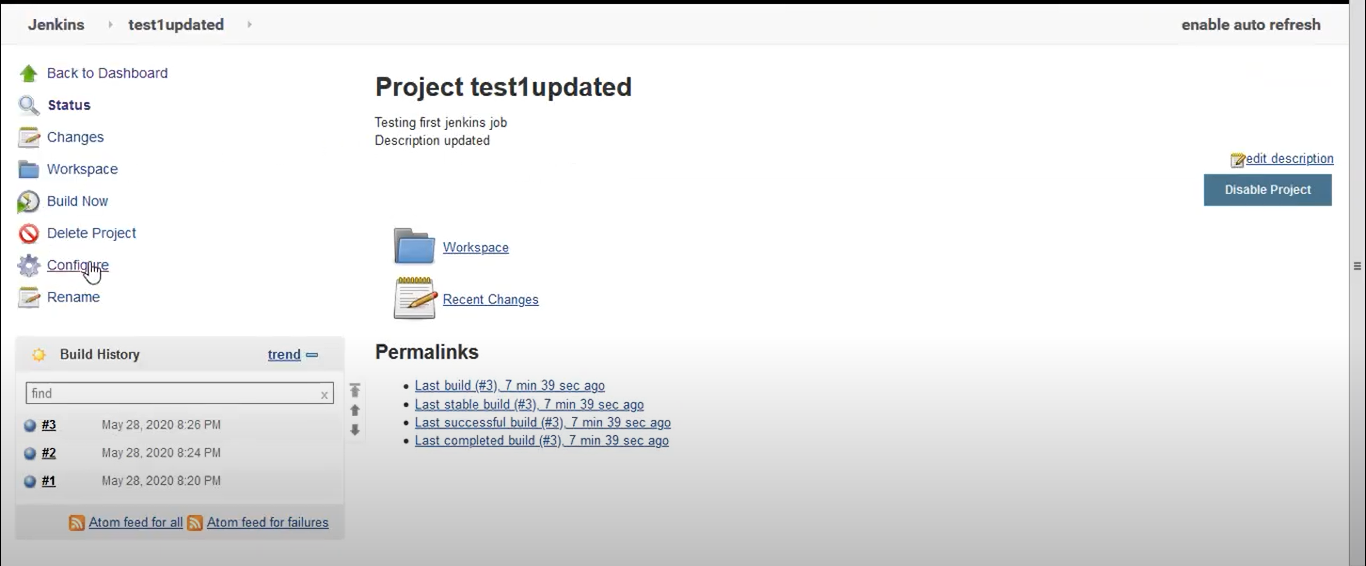 Jenkins test1updated enable auto refresh
Back to Dashboard
Status
Changes
Workspace
Build Now
Delete Project
Configure
Rename
Build History trend
find x
#3 May 28, 2020 8:26 PM
#2 May 28, 2020 8:24 PM
#1 May 28, 2020 8:20 PM
Atom feed for all Atom feed for failures
Project test1updated
Testing first jenkins job
Description updated
edit description
Disable Project
Workspace
Recent Changes
Permalinks
Last build (#3), 7 min 39 sec ago
Last stable build (#3), 7 min 39 sec ago
Last successful build (#3), 7 min 39 sec ago
Last completed build (#3), 7 min 39 sec ago